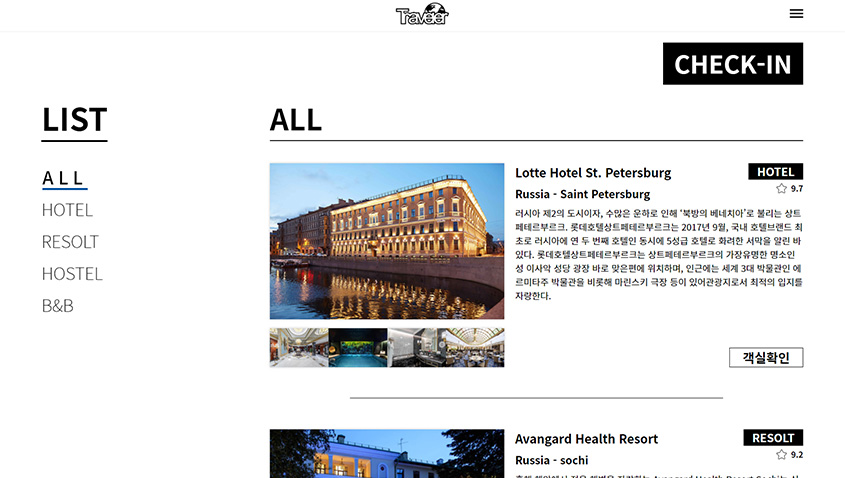 Traveler
CHECK-IN
LIST
ALL
HOTEL
RESOLT
HOSTEL
B&B
ALL
Lotte Hotel St. Petersburg
HOTEL
Russia - Saint Petersburg
9.7
러시아 제2의 도시이자, 수많은 운하로 인해 '북방의 베네치아'로 불리는 상트
페테르부르크. 롯데호텔상트페테르부르크는 2017년 9월, 국내 호텔브랜드 최
초로 러시아에 연 두 번째 호텔인 동시에 5성급 호텔로 화려한 서막을 알린 바
있다. 롯데호텔상트페테르부르크는 상트페테르부르크의 가장유명한 명소인
성 이사악 성당 광장 바로 맞은편에 위치하며, 인근에는 세계 3대 박물관인 에
르미타주 박물관을 비롯해 마린스키 극장 등이 있어관광지로서 최적의 입지를
자랑한다.
객실확인
Avangard Health Resort
RESOLT
Russia - sochi
9.2